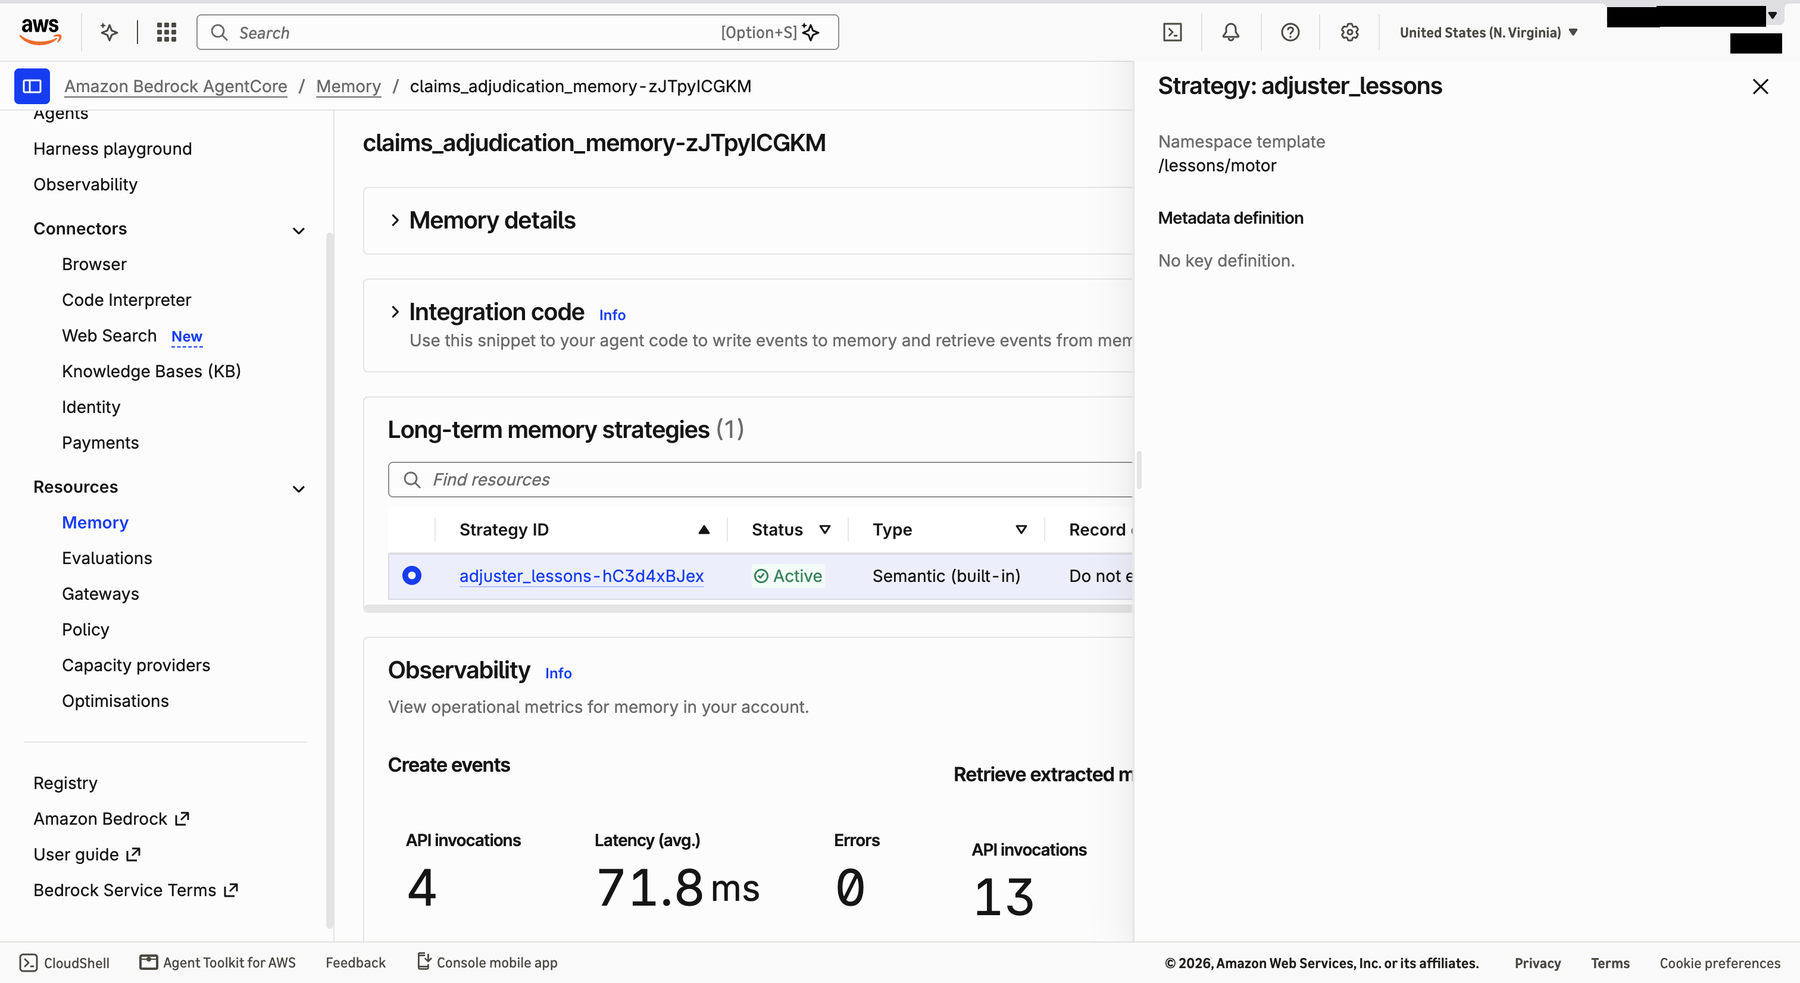 aws
Search [Option+S]
United States (N. Virginia)
Amazon Bedrock AgentCore / Memory / claims_adjudication_memory-zJTpyICGKM
Agents
Harness playground
Observability
Connectors
Browser
Code Interpreter
Web Search New
Knowledge Bases (KB)
Identity
Payments
Resources
Memory
Evaluations
Gateways
Policy
Capacity providers
Optimisations
Registry
Amazon Bedrock
User guide
Bedrock Service Terms
claims_adjudication_memory-zJTpyICGKM
Memory details
Integration code Info
Use this snippet to your agent code to write events to memory and retrieve events from mem
Long-term memory strategies (1)
Find resources
Strategy ID Status Type Record
adjuster_lessons-hC3d4xBJex Active Semantic (built-in) Do not e
Observability Info
View operational metrics for memory in your account.
Create events
API invocations Latency (avg.) Errors
4 71.8 ms 0
Retrieve extracted m
API invocations
13
Strategy: adjuster_lessons
Namespace template
/lessons/motor
Metadata definition
No key definition.
CloudShell Agent Toolkit for AWS Feedback Console mobile app
© 2026, Amazon Web Services, Inc. or its affiliates. Privacy Terms Cookie preferences